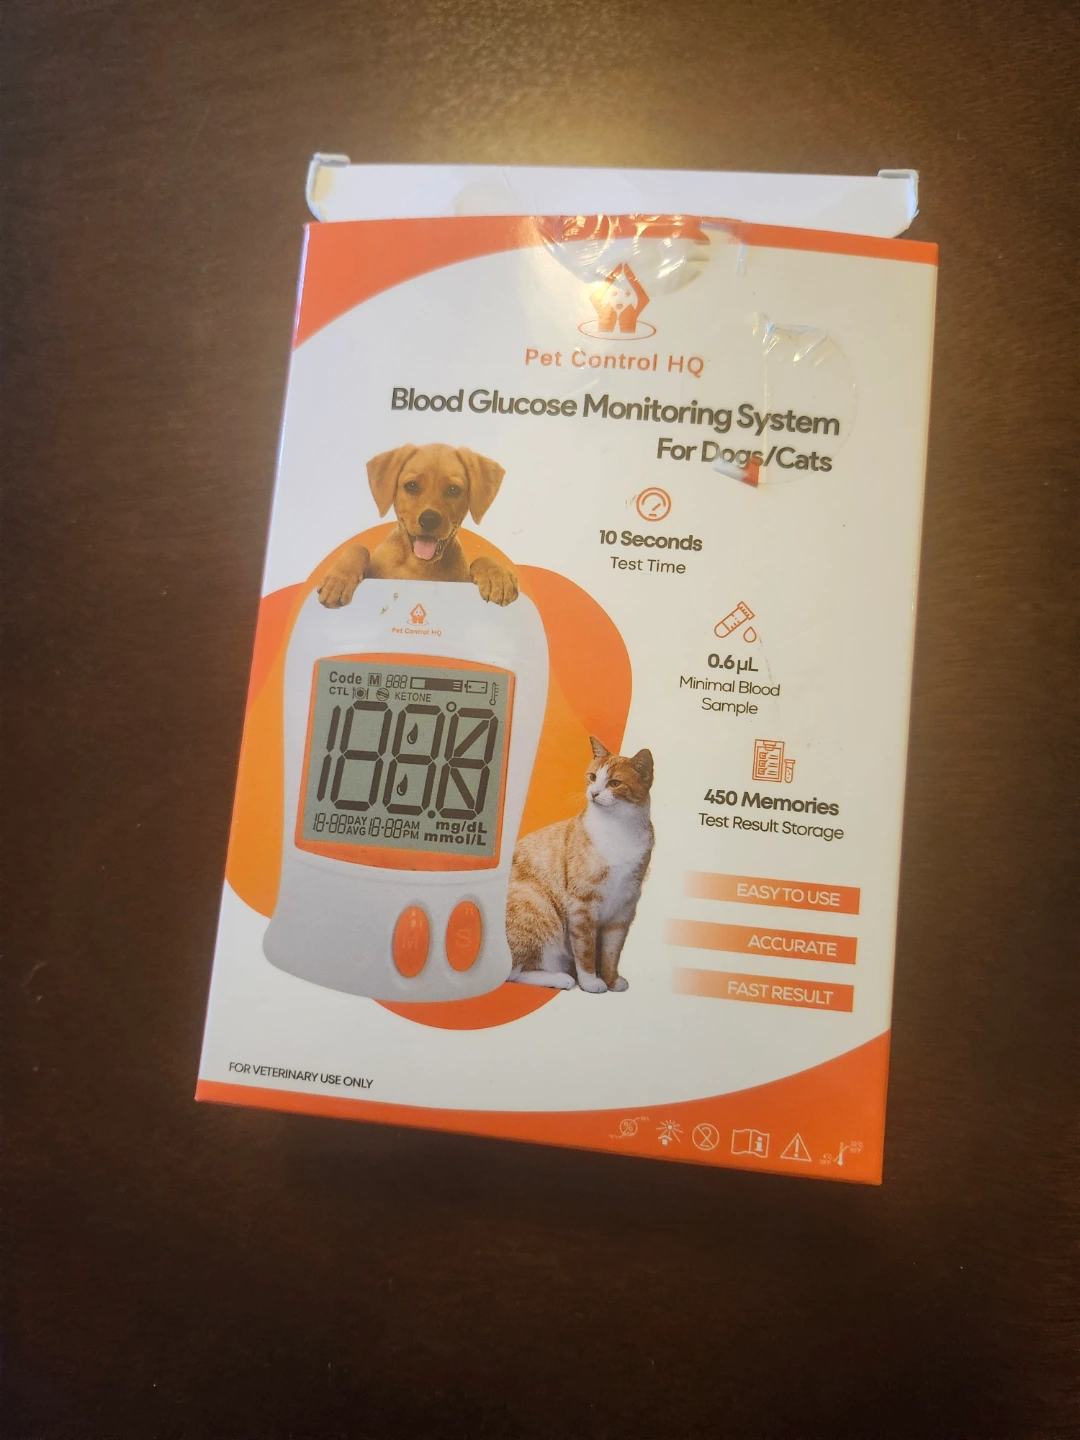 Pet Control HQ
Blood Glucose Monitoring System
For Dogs/Cats
10 Seconds
Test Time
0.6 µL
Minimal Blood
Sample
450 Memories
Test Result Storage
EASY TO USE
ACCURATE
FAST RESULT
Pet Control HQ
Code M 888
CTL KETONE
188.8
18-88 DAY AVG 18-88 AM PM mg/dL mmol/L
M S
FOR VETERINARY USE ONLY